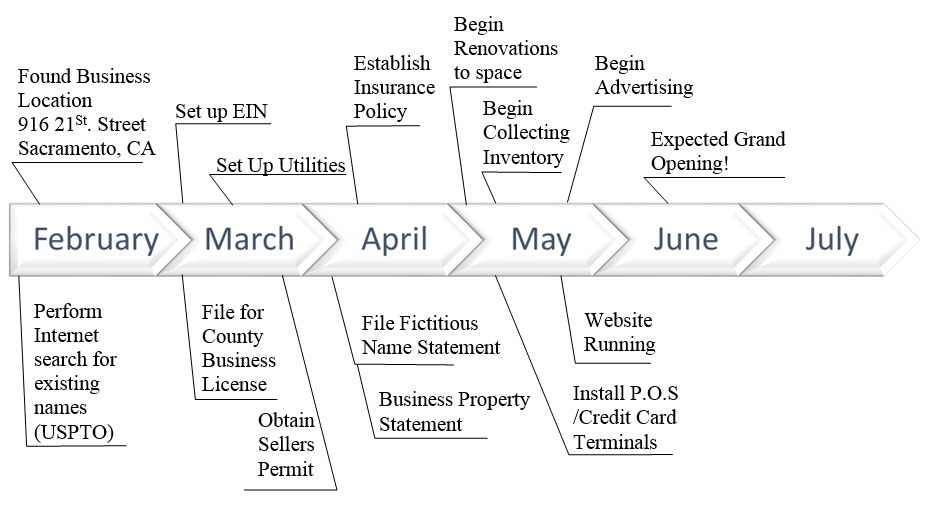 Found Business
Location
916 21St. Street
Sacramento, CA
Set up EIN
Set Up Utilities
Establish
Insurance
Policy
Begin
Renovations
to space
Begin
Collecting
Inventory
Begin
Advertising
Expected Grand
Opening!
February
March
April
May
June
July
Perform
Internet
search for
existing
names
(USPTO)
File for
County
Business
License
Obtain
Sellers
Permit
File Fictitious
Name Statement
Business Property
Statement
Website
Running
Install P.O.S
/Credit Card
Terminals